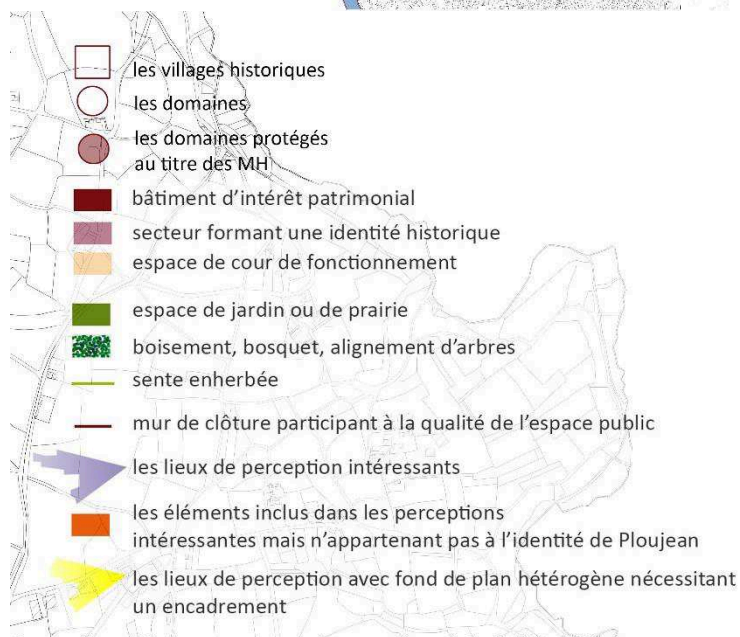 les villages historiques
les domaines
les domaines protégés
au titre des MH
bâtiment d'intérêt patrimonial
secteur formant une identité historique
espace de cour de fonctionnement
espace de jardin ou de prairie
boisement, bosquet, alignement d'arbres
sente enherbée
mur de clôture participant à la qualité de l'espace public
les lieux de perception intéressants
les éléments inclus dans les perceptions
intéressantes mais n'appartenant pas à l'identité de Ploujean
les lieux de perception avec fond de plan hétérogène nécessitant
un encadrement